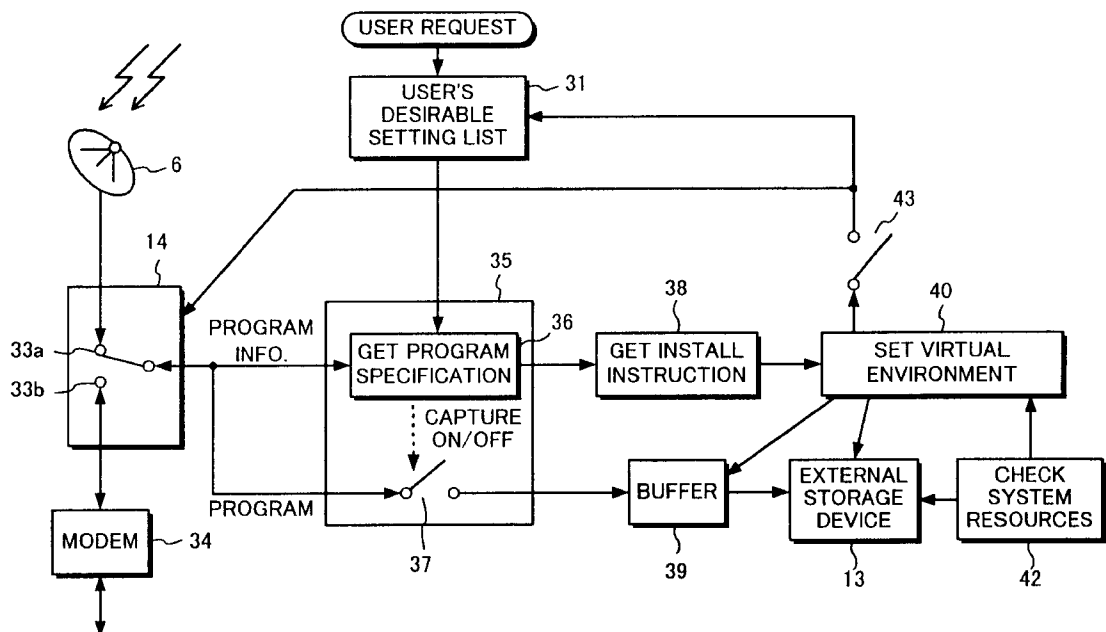 USER REQUEST
31
USER'S
DESIRABLE
SETTING LIST
6
43
14
35
40
38
36
PROGRAM
INFO.
33a
33b
GET PROGRAM
SPECIFICATION
GET INSTALL
INSTRUCTION
SET VIRTUAL
ENVIRONMENT
CAPTURE
ON/OFF
PROGRAM
BUFFER
EXTERNAL
STORAGE
DEVICE
CHECK
SYSTEM
RESOURCES
MODEM
34
37
39
13
42